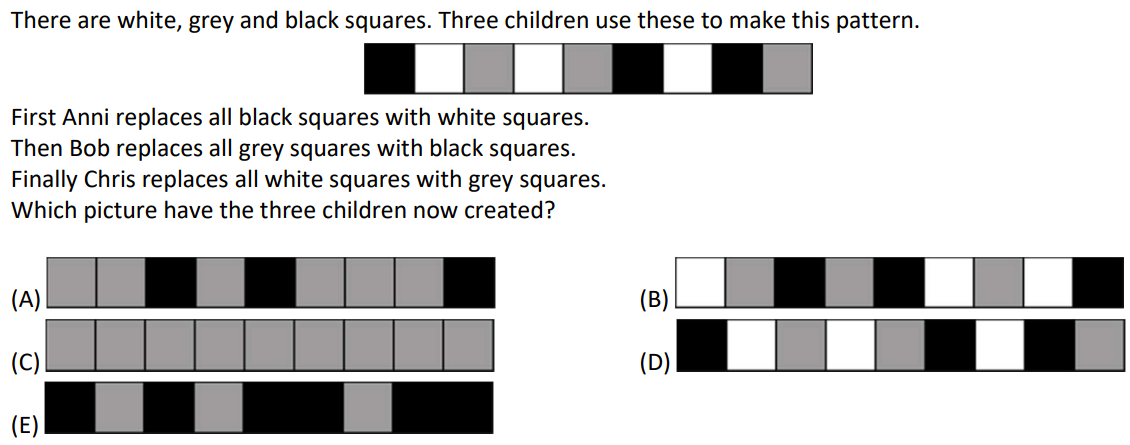 There are white, grey and black squares. Three children use these to make this pattern.
First Anni replaces all black squares with white squares.
Then Bob replaces all grey squares with black squares.
Finally Chris replaces all white squares with grey squares.
Which picture have the three children now created?
(A)
(B)
(C)
(D)
(E)